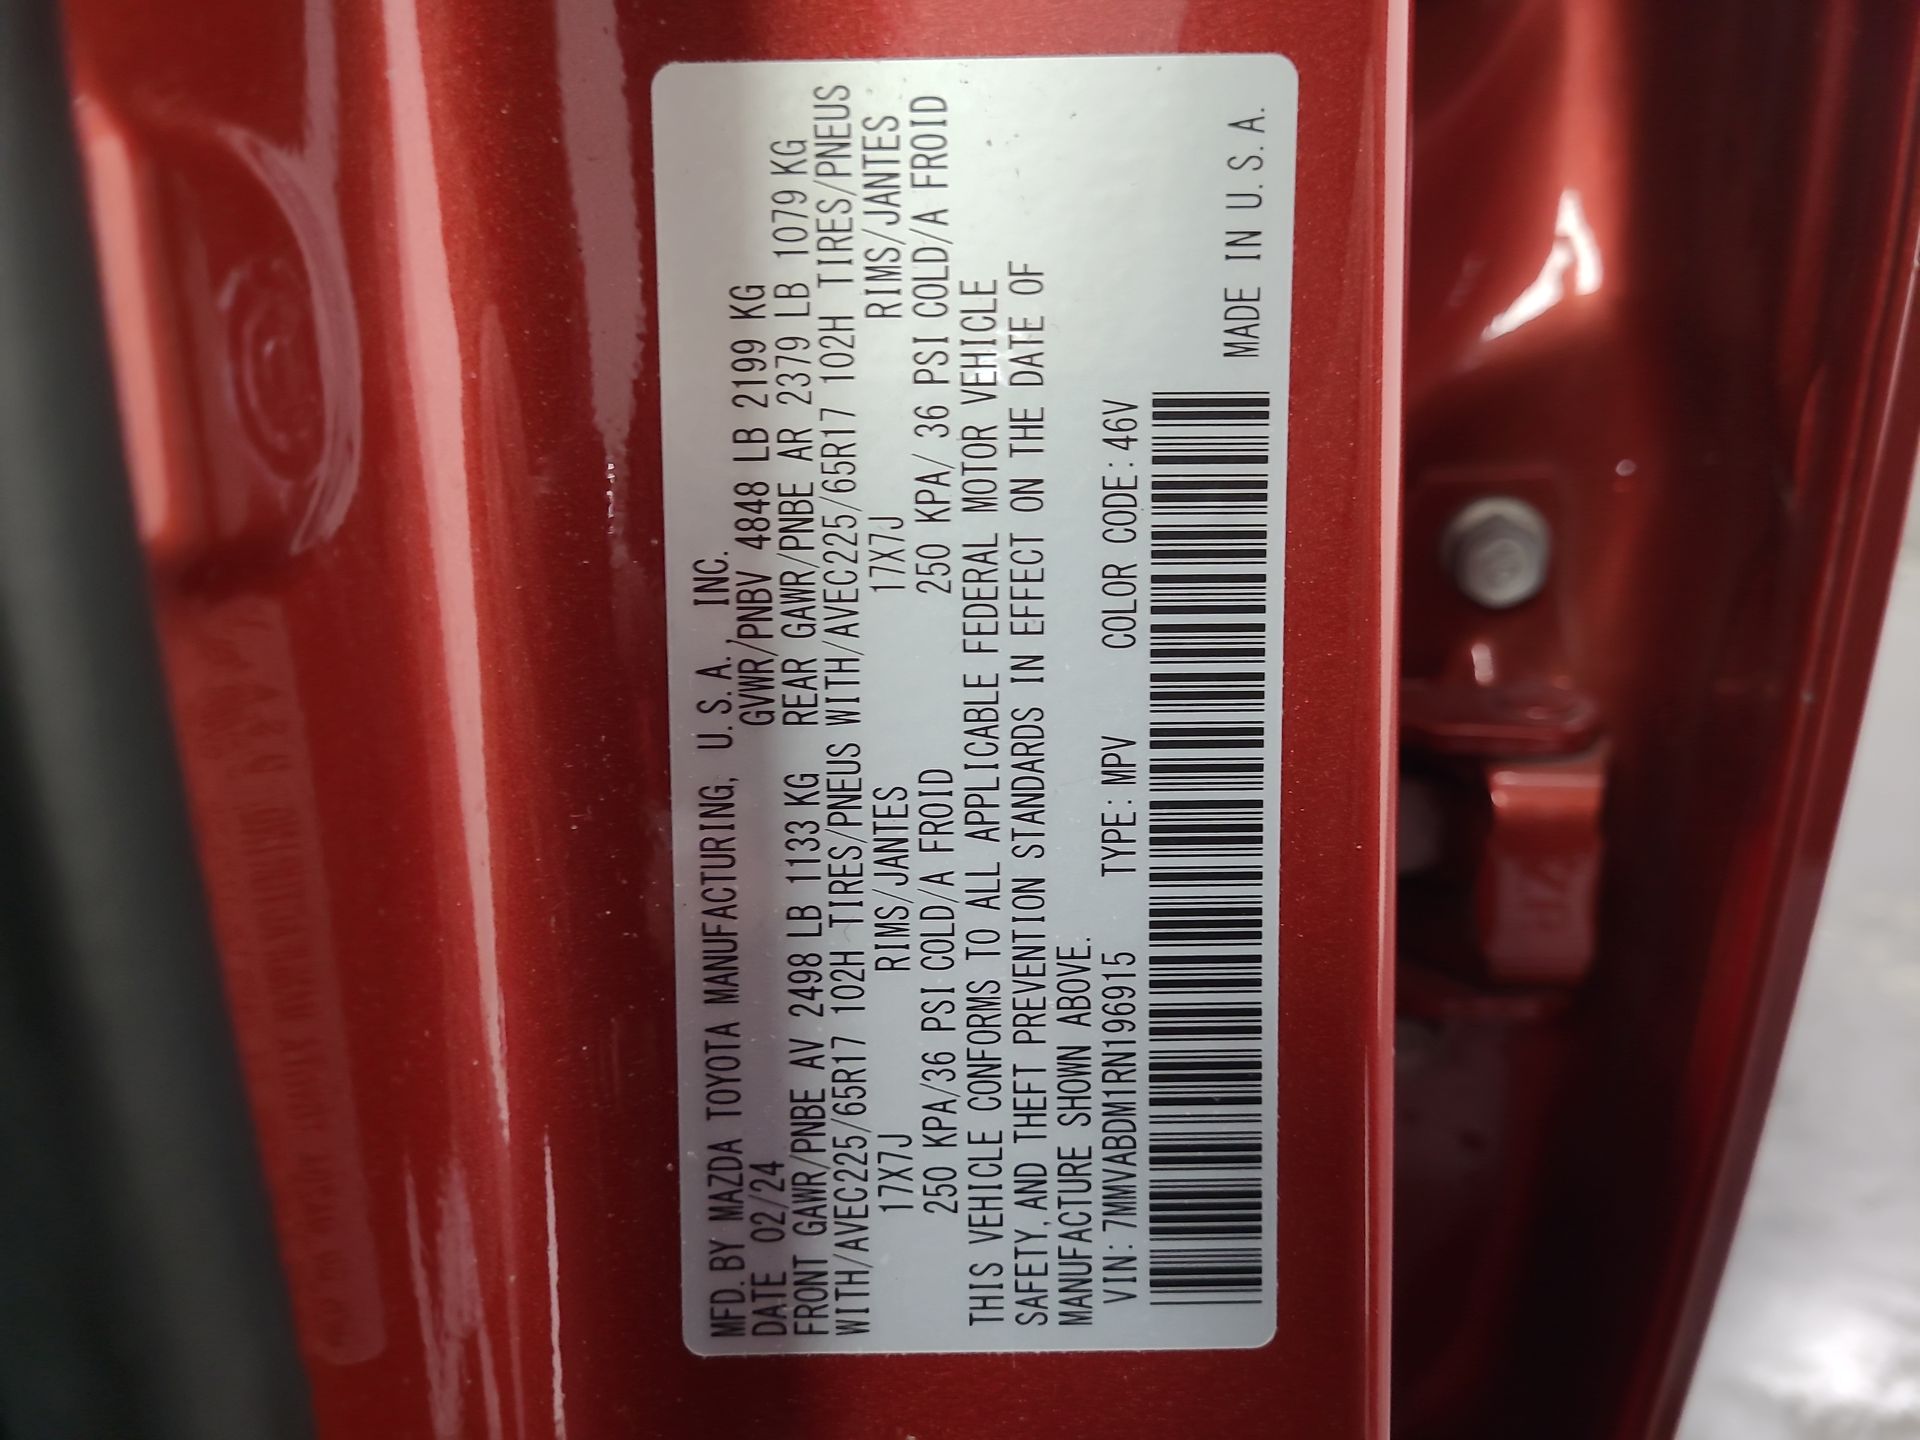 MFD. BY MAZDA TOYOTA MANUFACTURING, U.S.A., INC.
DATE 02/24 GVWR/PNBV 4848 LB 2199 KG
FRONT GAWR/PNBE AV 2498 LB 1133 KG REAR GAWR/PNBE AR 2379 LB 1079 KG
WITH/AVEC225/65R17 102H TIRES/PNEUS WITH/AVEC225/65R17 102H TIRES/PNEUS
17X7J RIMS/JANTES 17X7J RIMS/JANTES
250 KPA/36 PSI COLD/A FROID 250 KPA/ 36 PSI COLD/A FROID
THIS VEHICLE CONFORMS TO ALL APPLICABLE FEDERAL MOTOR VEHICLE
SAFETY, AND THEFT PREVENTION STANDARDS IN EFFECT ON THE DATE OF
MANUFACTURE SHOWN ABOVE.
VIN: 7MMVABDM1RN196915 TYPE: MPV COLOR CODE: 46V
MADE IN U.S.A.